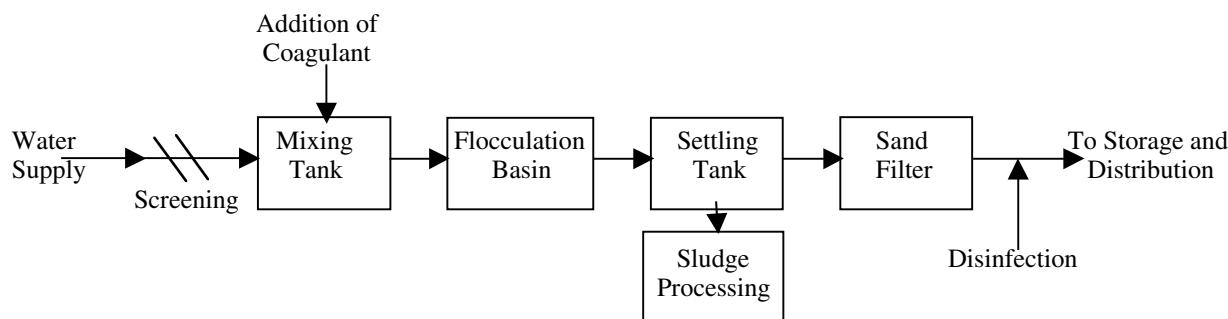 Addition of
Coagulant
Water
Supply
Screening
Mixing
Tank
Flocculation
Basin
Settling
Tank
Sludge
Processing
Sand
Filter
Disinfection
To Storage and
Distribution